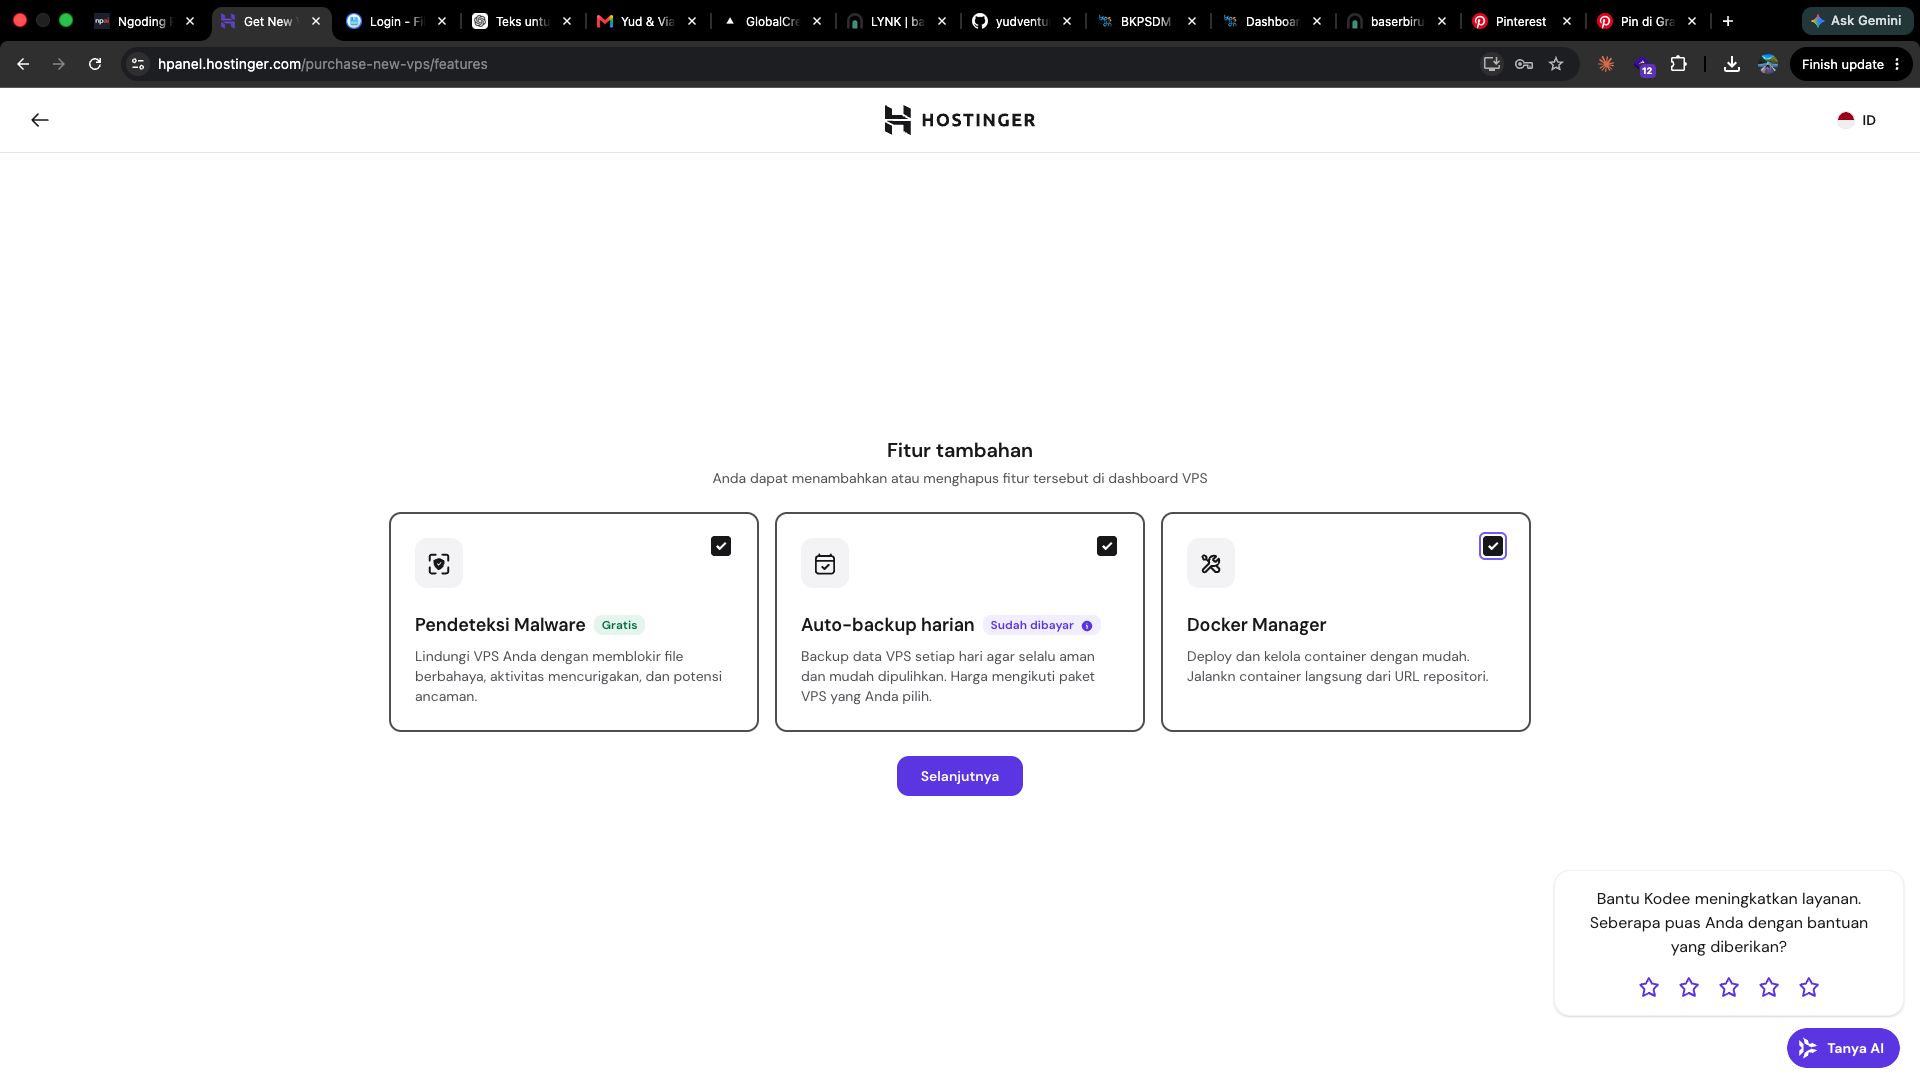 Ngoding
Get New
Login - Fi
Teks untu
Yud & Via
GlobalCre
LYNK | ba
yudventu
BKPSDM
Dashboar
baserbiru
Pinterest
Pin di Gra
Ask Gemini
hpanel.hostinger.com/purchase-new-vps/features
12
Finish update
HOSTINGER
ID
Fitur tambahan
Anda dapat menambahkan atau menghapus fitur tersebut di dashboard VPS
Pendeteksi Malware Gratis
Lindungi VPS Anda dengan memblokir file
berbahaya, aktivitas mencurigakan, dan potensi
ancaman.
Auto-backup harian Sudah dibayar
Backup data VPS setiap hari agar selalu aman
dan mudah dipulihkan. Harga mengikuti paket
VPS yang Anda pilih.
Docker Manager
Deploy dan kelola container dengan mudah.
Jalankn container langsung dari URL repositori.
Selanjutnya
Bantu Kodee meningkatkan layanan.
Seberapa puas Anda dengan bantuan
yang diberikan?
Tanya AI